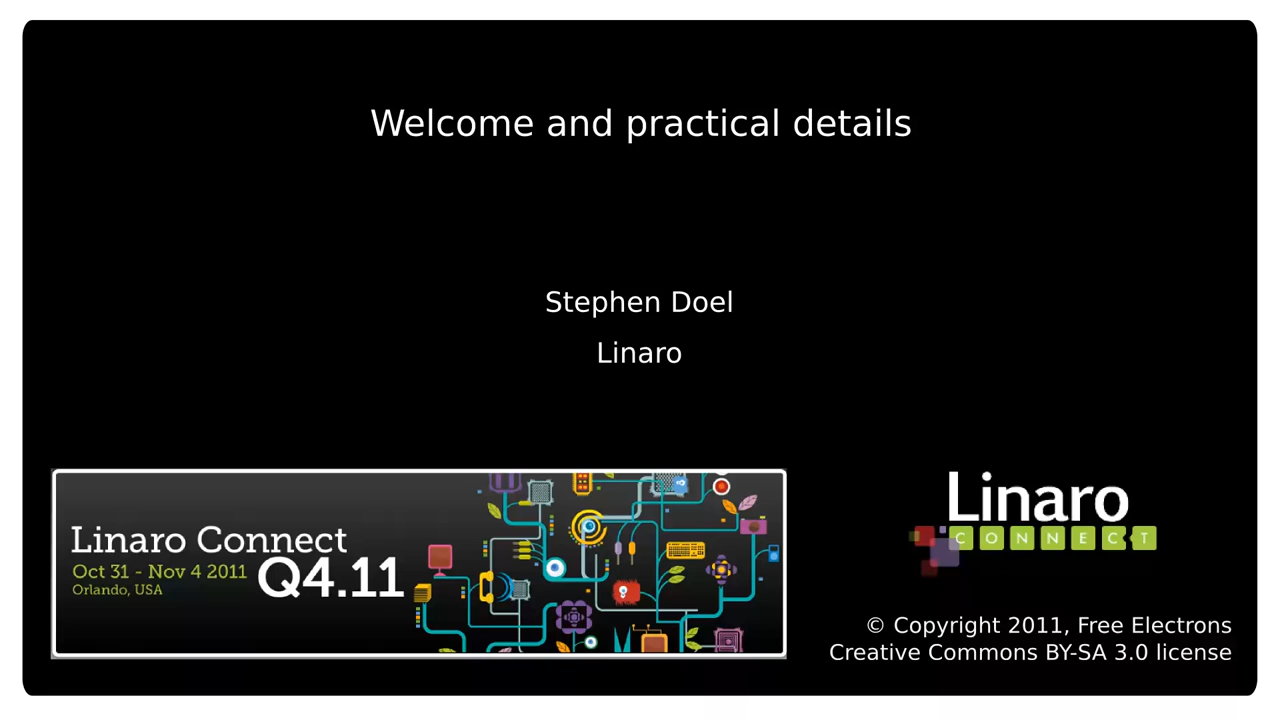 Welcome and practical details
Stephen Doel
Linaro
Linaro Connect
Oct 31 - Nov 4 2011
Q4.11
Orlando, USA
Linaro
CONNECT
© Copyright 2011, Free Electrons
Creative Commons BY-SA 3.0 license